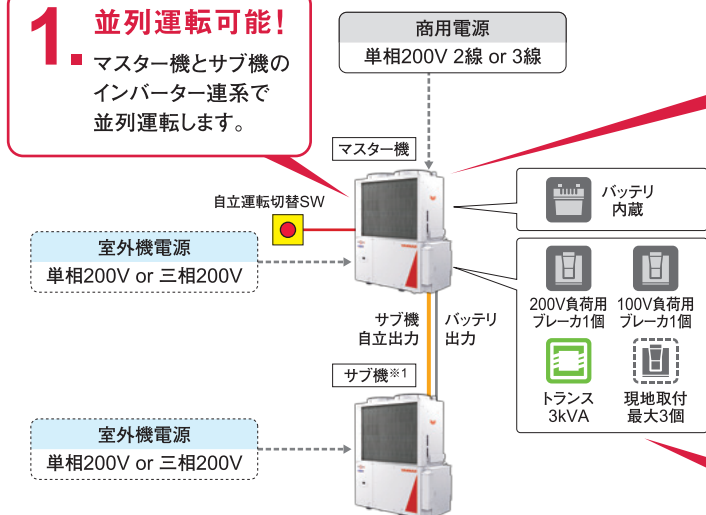 1.
並列運転可能!
マスター機とサブ機の
インバーター連系で
並列運転します。
商用電源
単相200V 2線 or 3線
マスター機
自立運転切替SW
バッテリ
内蔵
室外機電源
単相200V or 三相200V
200V負荷用
ブレーカ1個
100V負荷用
ブレーカ1個
サブ機
自立出力
バッテリ
出力
トランス
3kVA
現地取付
最大3個
サブ機※1
室外機電源
単相200V or 三相200V